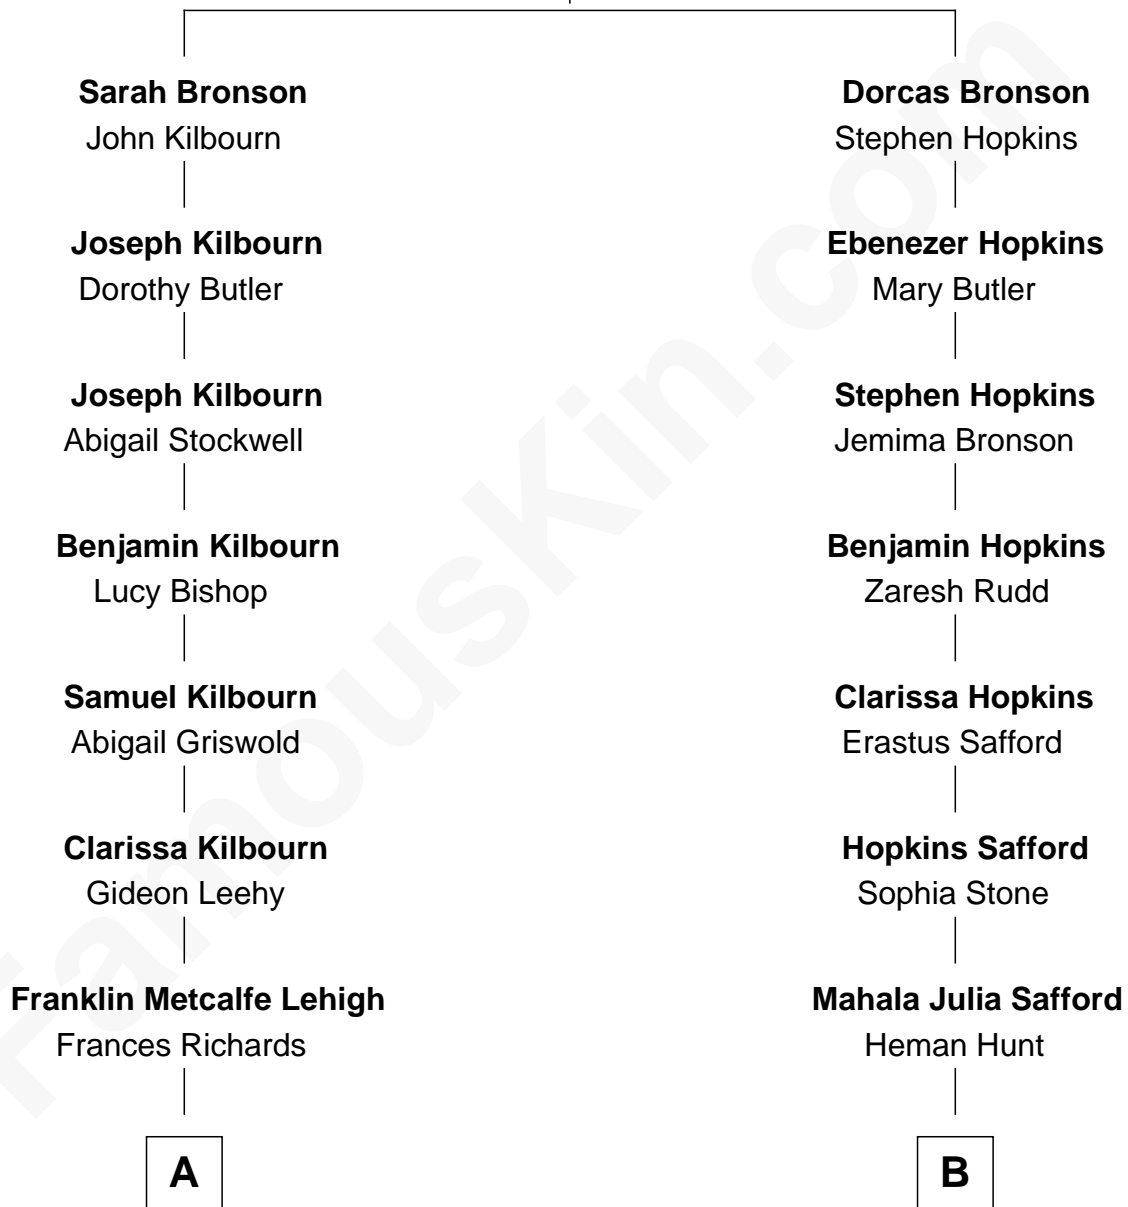 Sarah Bronson
John Kilbourn
Joseph Kilbourn
Dorothy Butler
Joseph Kilbourn
Abigail Stockwell
Benjamin Kilbourn
Lucy Bishop
Samuel Kilbourn
Abigail Griswold
Clarissa Kilbourn
Gideon Leehy
Franklin Metcalfe Lehigh
Frances Richards
A
Dorcas Bronson
Stephen Hopkins
Ebenezer Hopkins
Mary Butler
Stephen Hopkins
Jemima Bronson
Benjamin Hopkins
Zaresh Rudd
Clarissa Hopkins
Erastus Safford
Hopkins Safford
Sophia Stone
Mahala Julia Safford
Heman Hunt
B
FamousKin.com